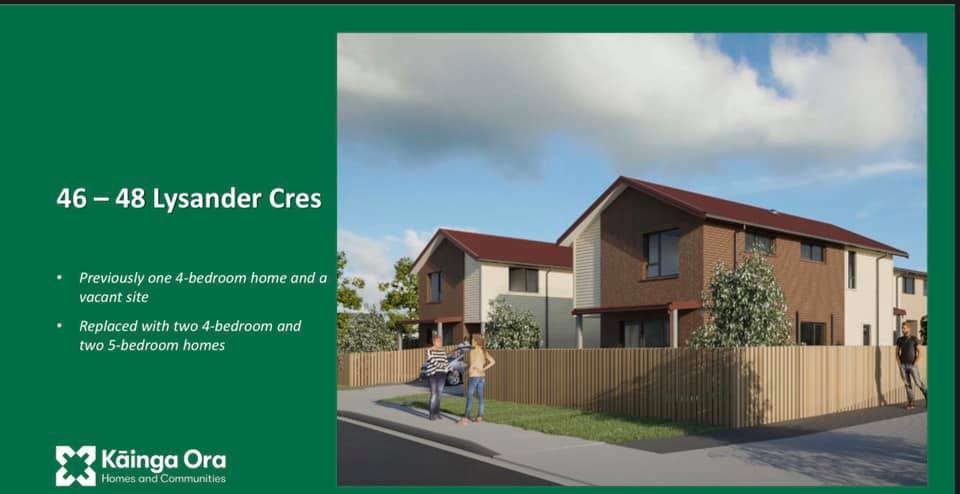 46 – 48 Lysander Cres
• Previously one 4-bedroom home and a
vacant site
• Replaced with two 4-bedroom and
two 5-bedroom homes
Kāinga Ora
Homes and Communities